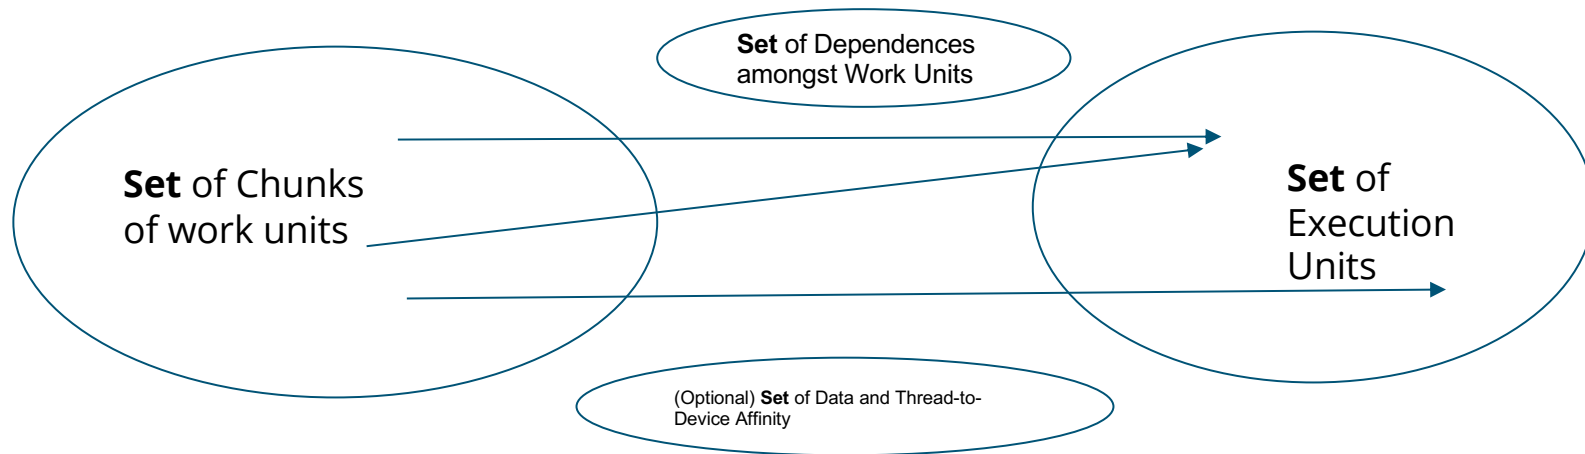 Set of Dependences
amongst Work Units
Set of Chunks
of work units
Set of
Execution
Units
(Optional) Set of Data and Thread-to-
Device Affinity